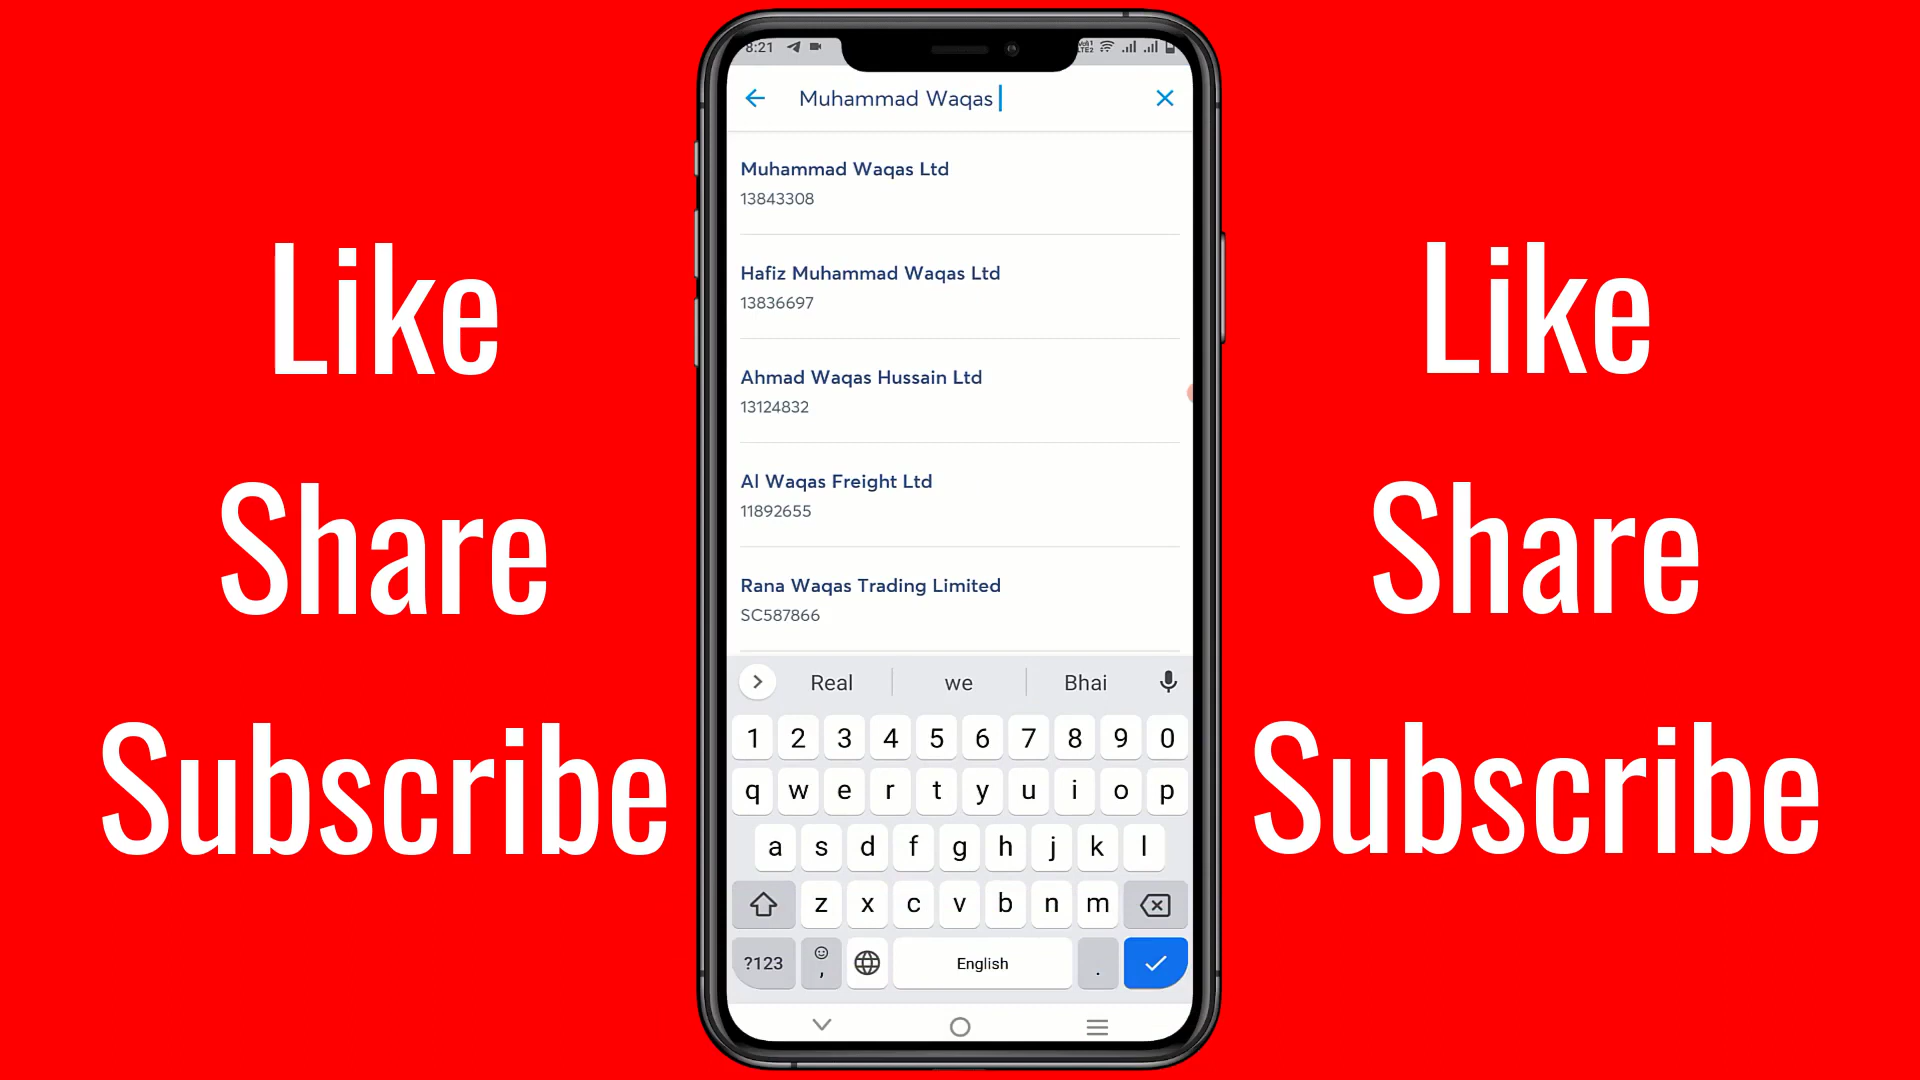 Like
Share
Subscribe
8:21
Muhammad Waqas
Muhammad Waqas Ltd
13843308
Hafiz Muhammad Waqas Ltd
13836697
Ahmad Waqas Hussain Ltd
13124832
Al Waqas Freight Ltd
11892655
Rana Waqas Trading Limited
SC587866
Real we Bhai
1 2 3 4 5 6 7 8 9 0
q w e r t y u i o p
a s d f g h j k l
z x c v b n m
?123 , English .
Like
Share
Subscribe